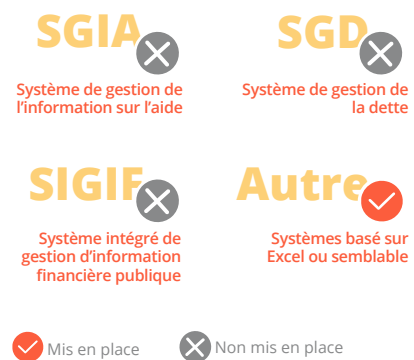 SGIA
Système de gestion de
l'information sur l'aide
SGD
Système de gestion de
la dette
SIGIF
Système intégré de
gestion d'information
financière publique
Autre
Systèmes basé sur
Excel ou semblable
Mis en place
Non mis en place